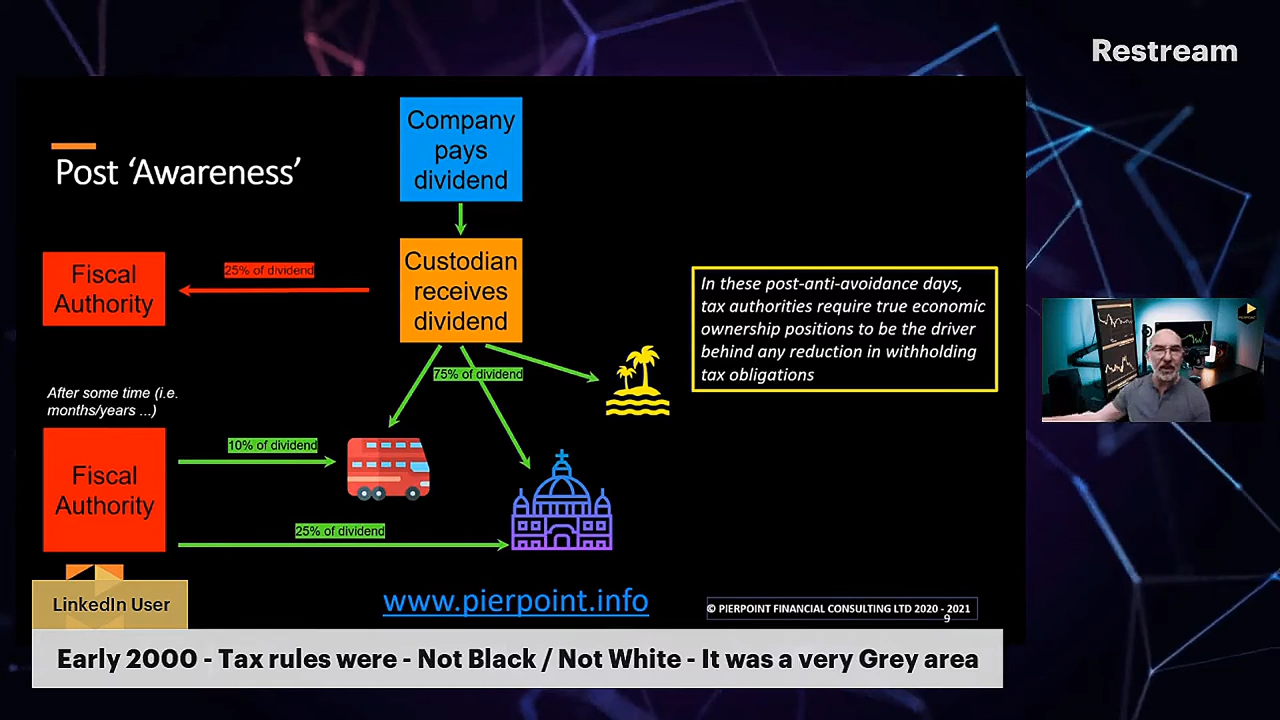 Restream
Post ‘Awareness’
Company
pays
dividend
Custodian
receives
dividend
Fiscal
Authority
25% of dividend
75% of dividend
In these post-anti-avoidance days,
tax authorities require true economic
ownership positions to be the driver
behind any reduction in withholding
tax obligations
After some time (i.e.
months/years ...)
Fiscal
Authority
10% of dividend
25% of dividend
www.pierpoint.info
© PIERPOINT FINANCIAL CONSULTING LTD 2020 - 2021
9
LinkedIn User
Early 2000 - Tax rules were - Not Black / Not White - It was a very Grey area